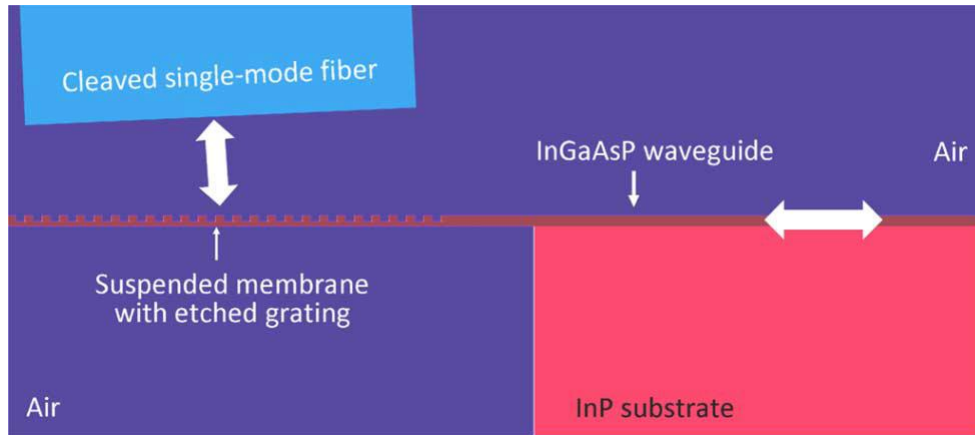 Cleaved single-mode fiber
InGaAsP waveguide
Air
Suspended membrane
with etched grating
Air
InP substrate